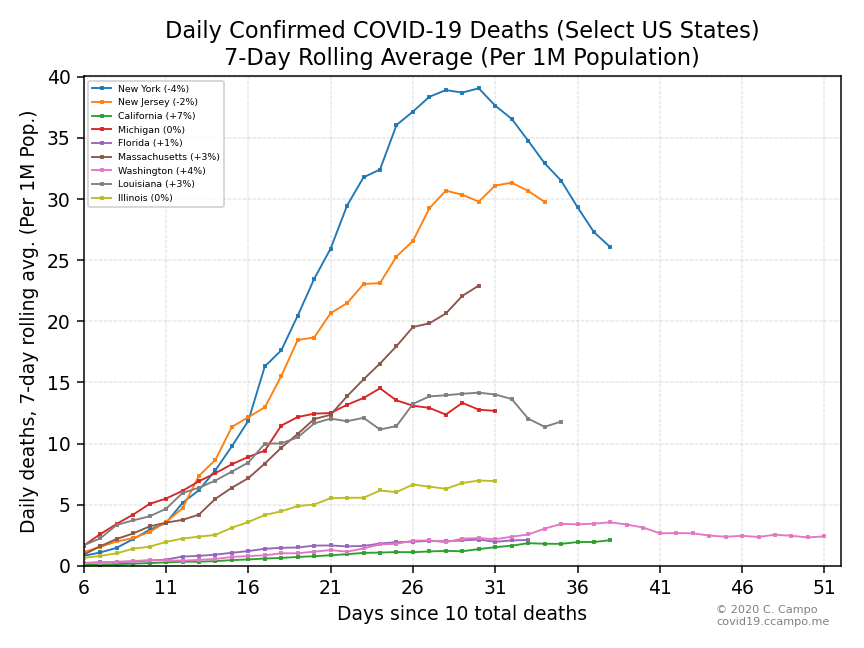 Daily Confirmed COVID-19 Deaths (Select US States)
7-Day Rolling Average (Per 1M Population)
Daily deaths, 7-day rolling avg. (Per 1M Pop.)
40
35
30
25
20
15
10
5
0
New York (-4%)
New Jersey (-2%)
California (+7%)
Michigan (0%)
Florida (+1%)
Massachusetts (+3%)
Washington (+4%)
Louisiana (+3%)
Illinois (0%)
6 11 16 21 26 31 36 41 46 51
Days since 10 total deaths
© 2020 C. Campo
covid19.ccampo.me